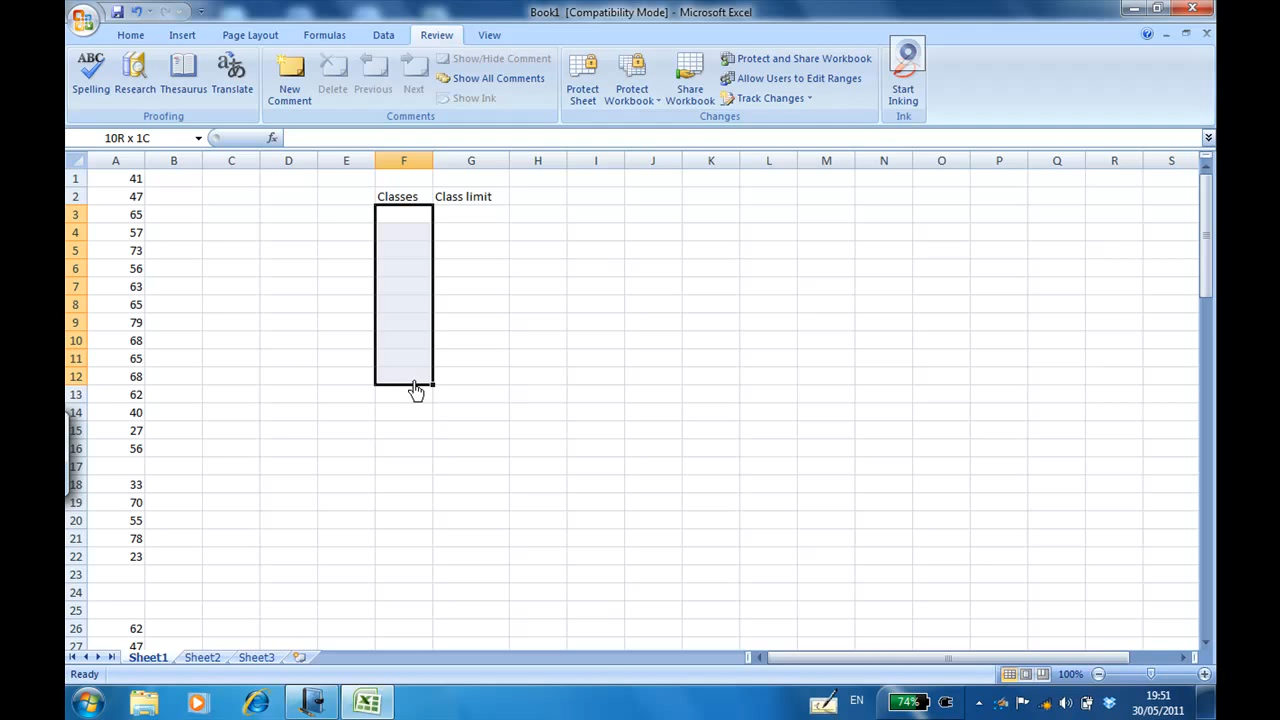 Book1 [Compatibility Mode] - Microsoft Excel
Home Insert Page Layout Formulas Data Review View
ABC
Spelling Research Thesaurus Translate
Proofing
New Comment Delete Previous Next
Show/Hide Comment
Show All Comments
Show Ink
Comments
Protect Sheet Protect Workbook Share Workbook
Protect and Share Workbook
Allow Users to Edit Ranges
Track Changes
Changes
Start Inking
Ink
10R x 1C fx
A B C D E F G H I J K L M N O P Q R S
1 41
2 47 Classes Class limit
3 65
4 57
5 73
6 56
7 63
8 65
9 79
10 68
11 65
12 68
13 62
14 40
15 27
16 56
17
18 33
19 70
20 55
21 78
22 23
23
24
25
26 62
27 47
Sheet1 Sheet2 Sheet3
Ready 100%
EN 74% 19:51
30/05/2011